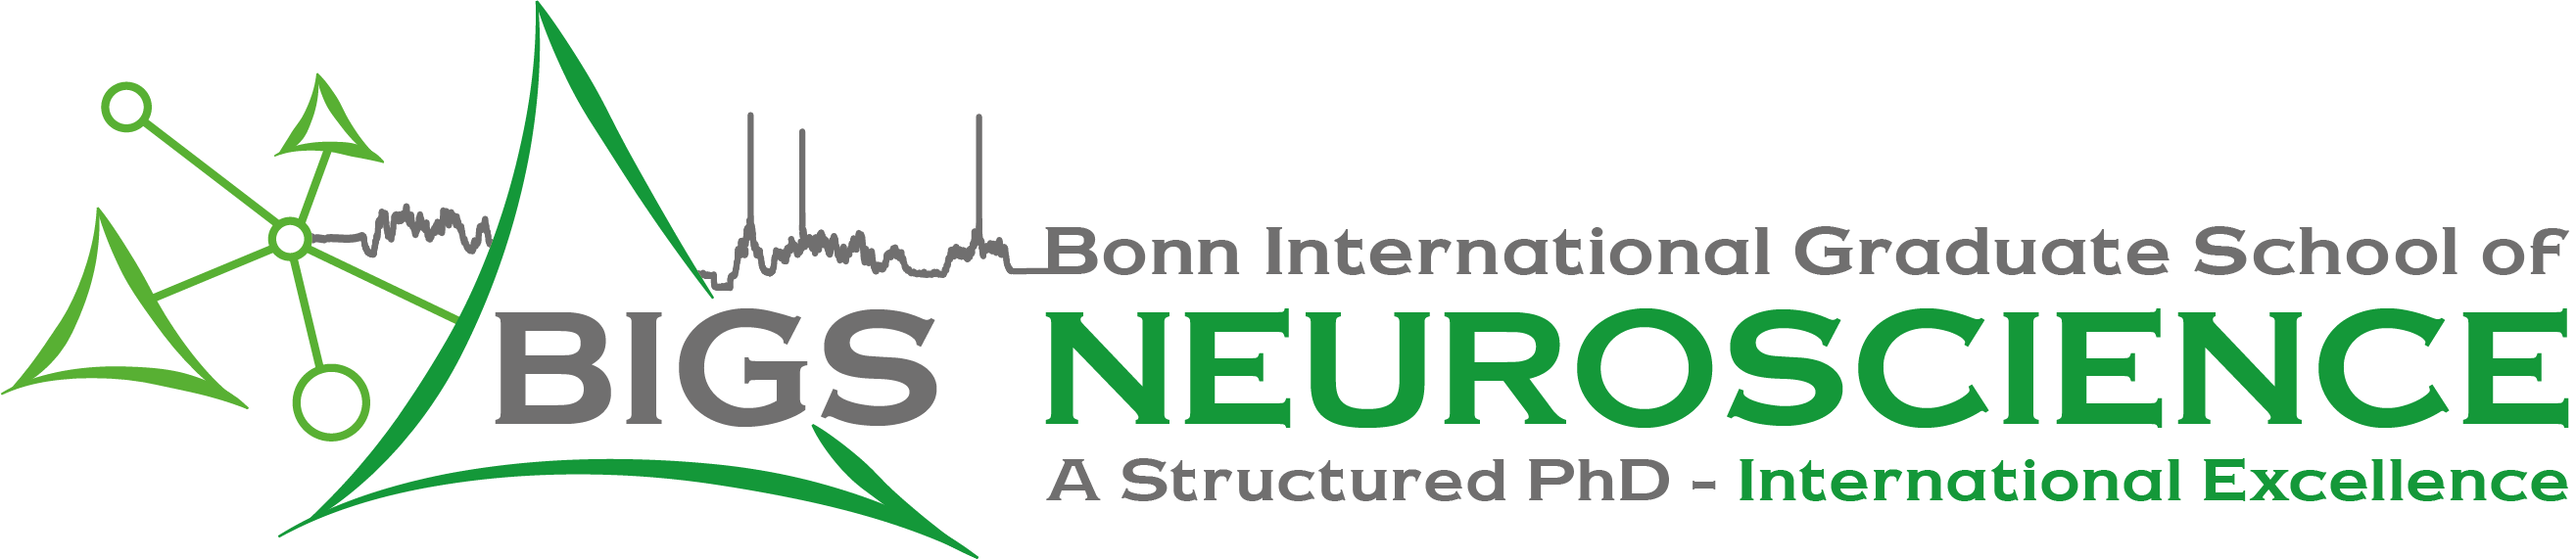 Bonn International Graduate School of
BIGS NEUROSCIENCE
A Structured PhD - International Excellence